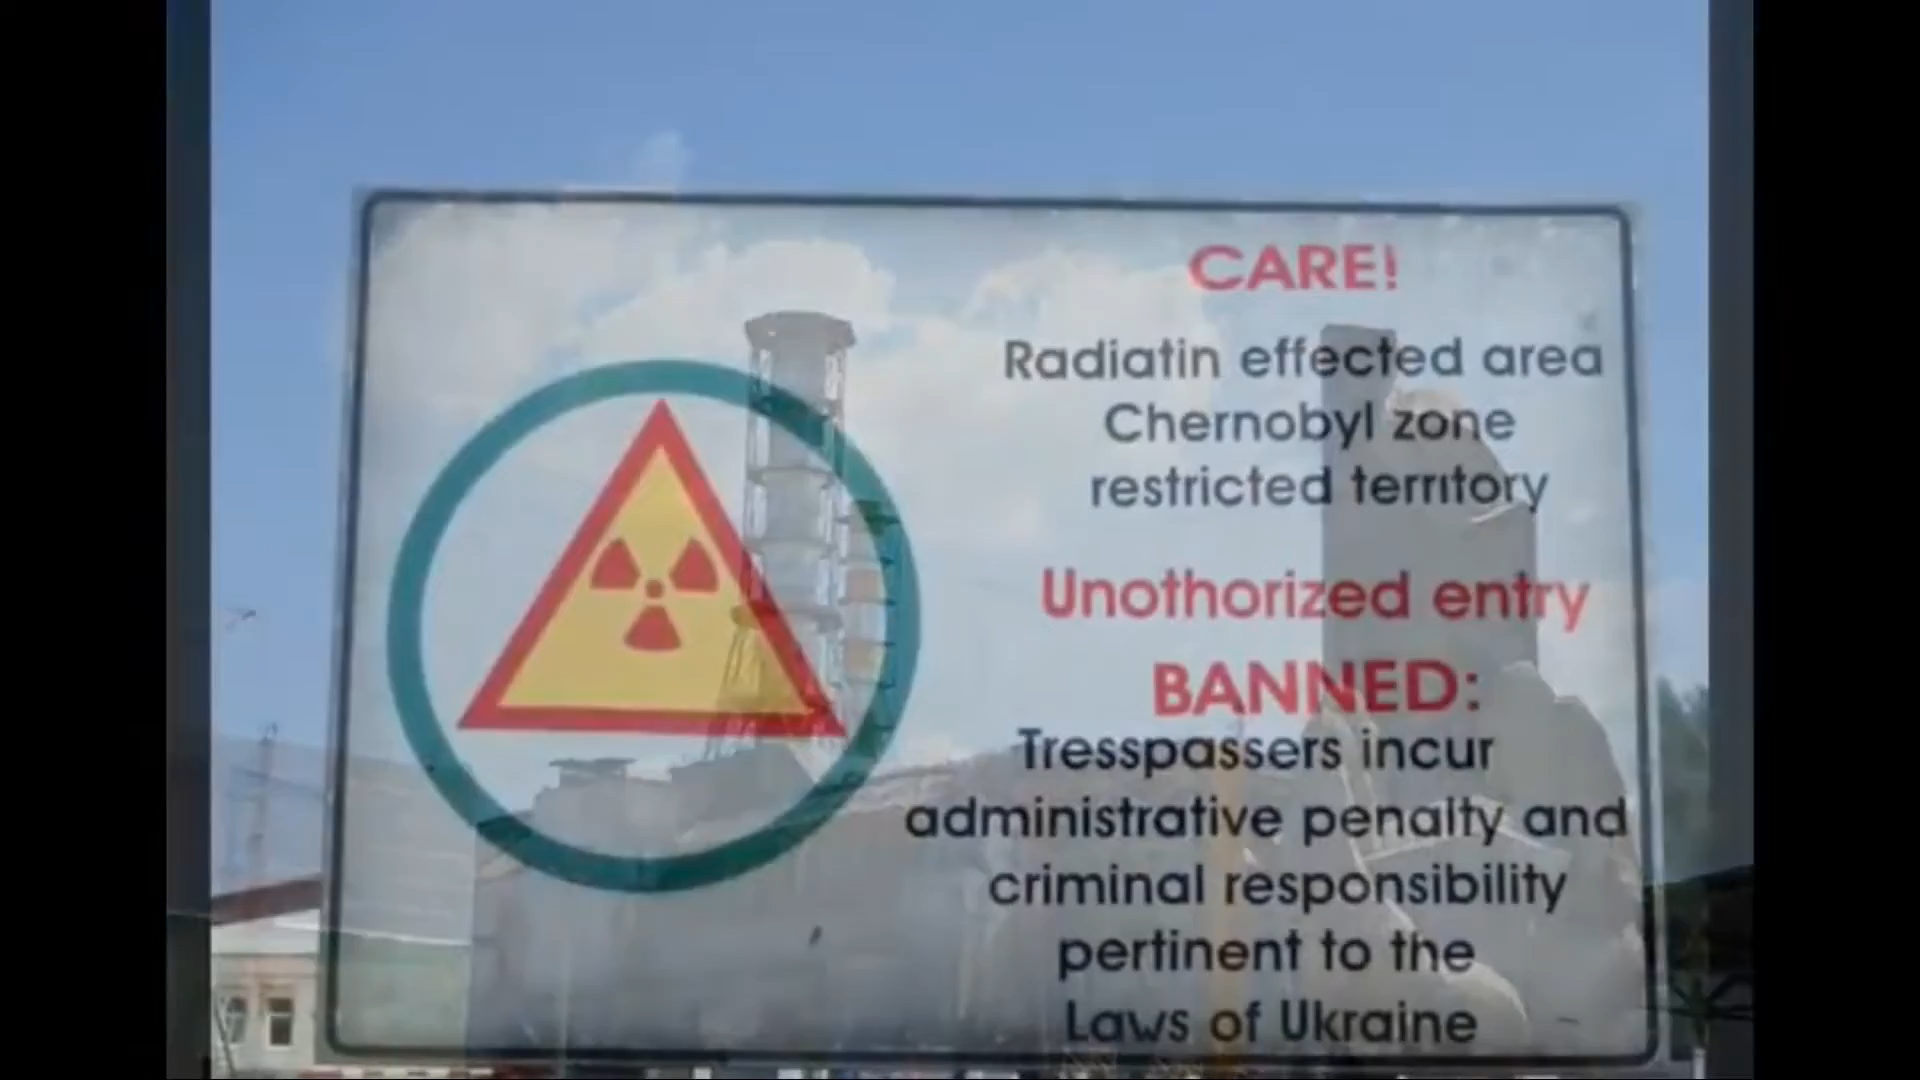 CARE!
Radiatin effected area
Chernobyl zone
restricted territory
Unothorized entry
BANNED:
Tresspassers incur
administrative penalty and
criminal responsibility
pertinent to the
Laws of Ukraine